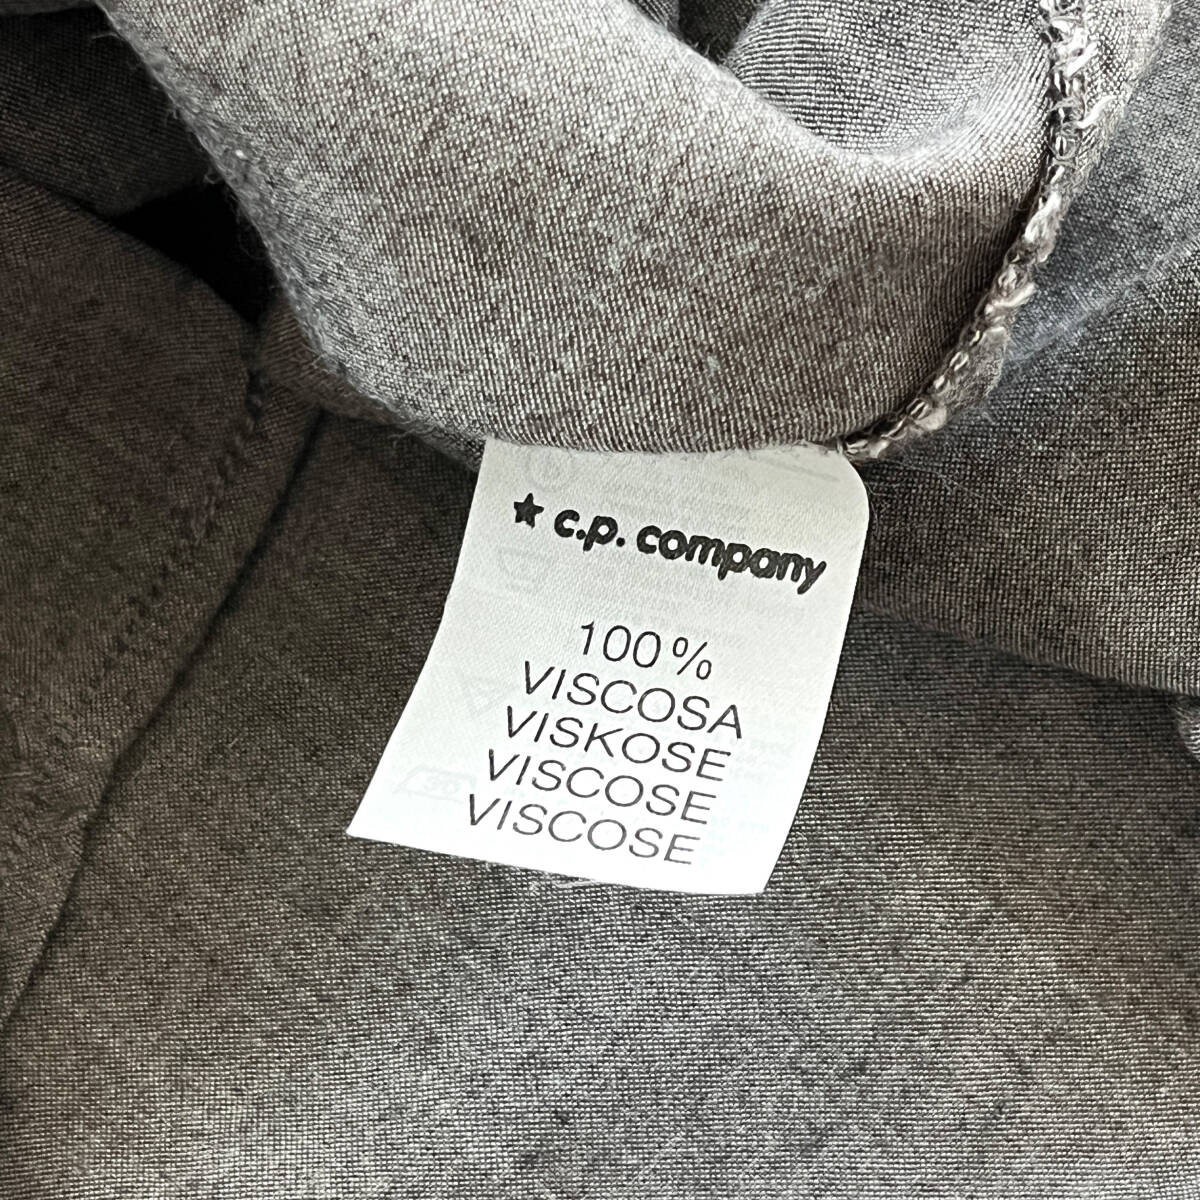 ★ c.p. company
100%
VISCOSA
VISKOSE
VISCOSE
VISCOSE